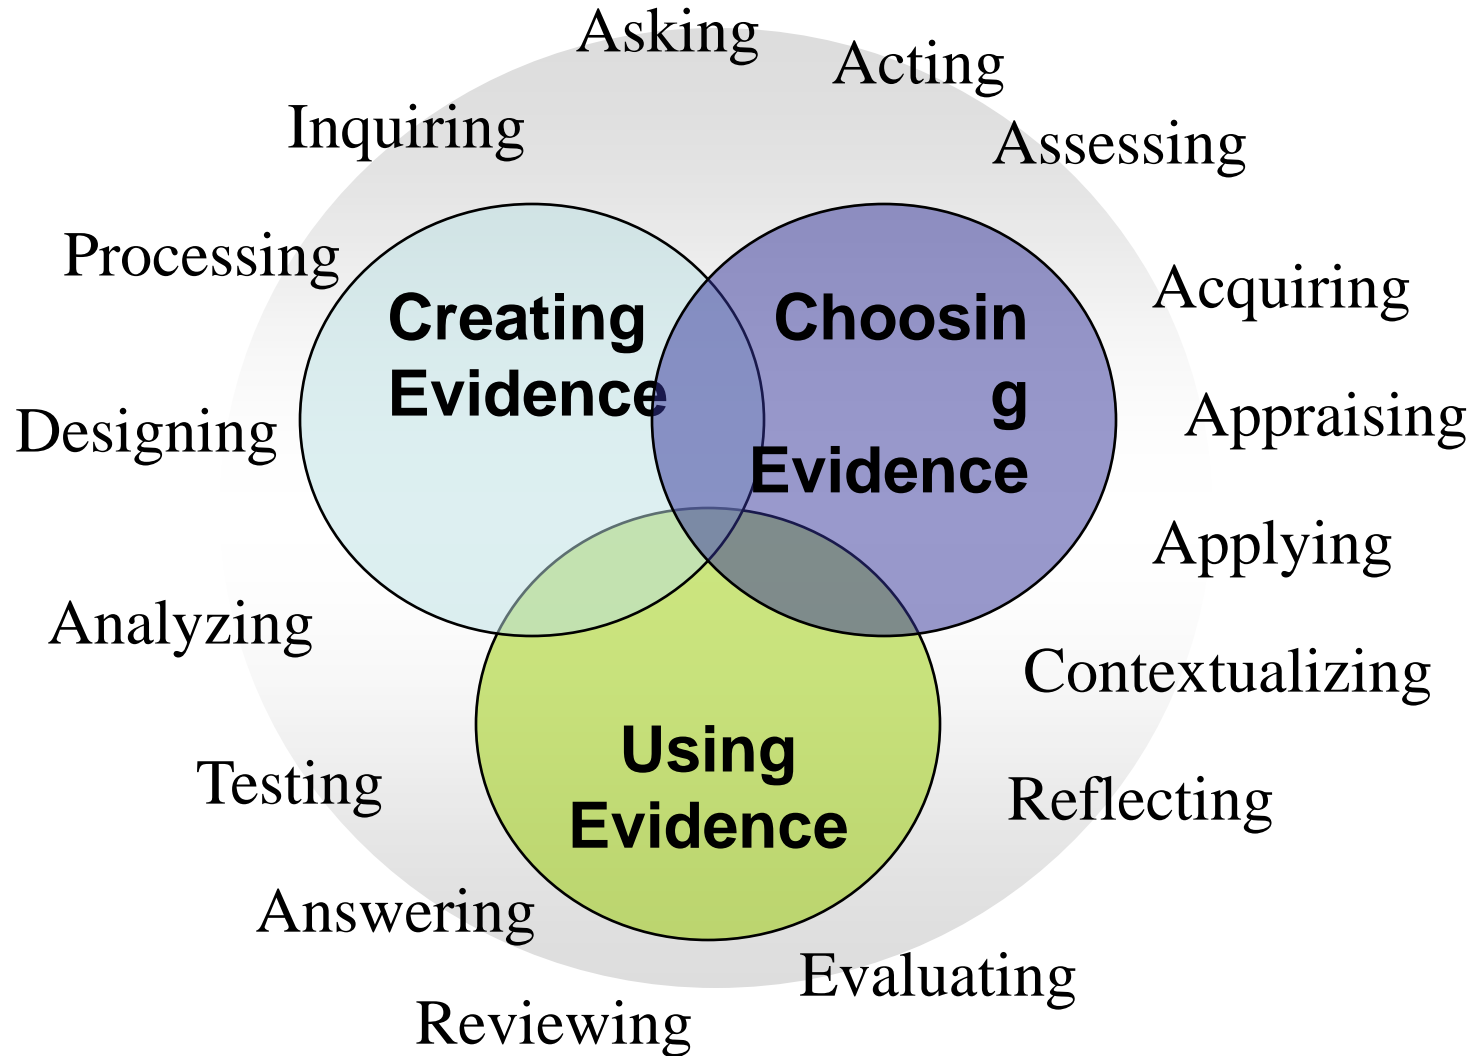 Asking
Acting
Inquiring
Assessing
Processing
Acquiring
Creating
Evidence
Choosin
g
Evidence
Designing
Appraising
Applying
Analyzing
Contextualizing
Using
Evidence
Testing
Reflecting
Answering
Evaluating
Reviewing